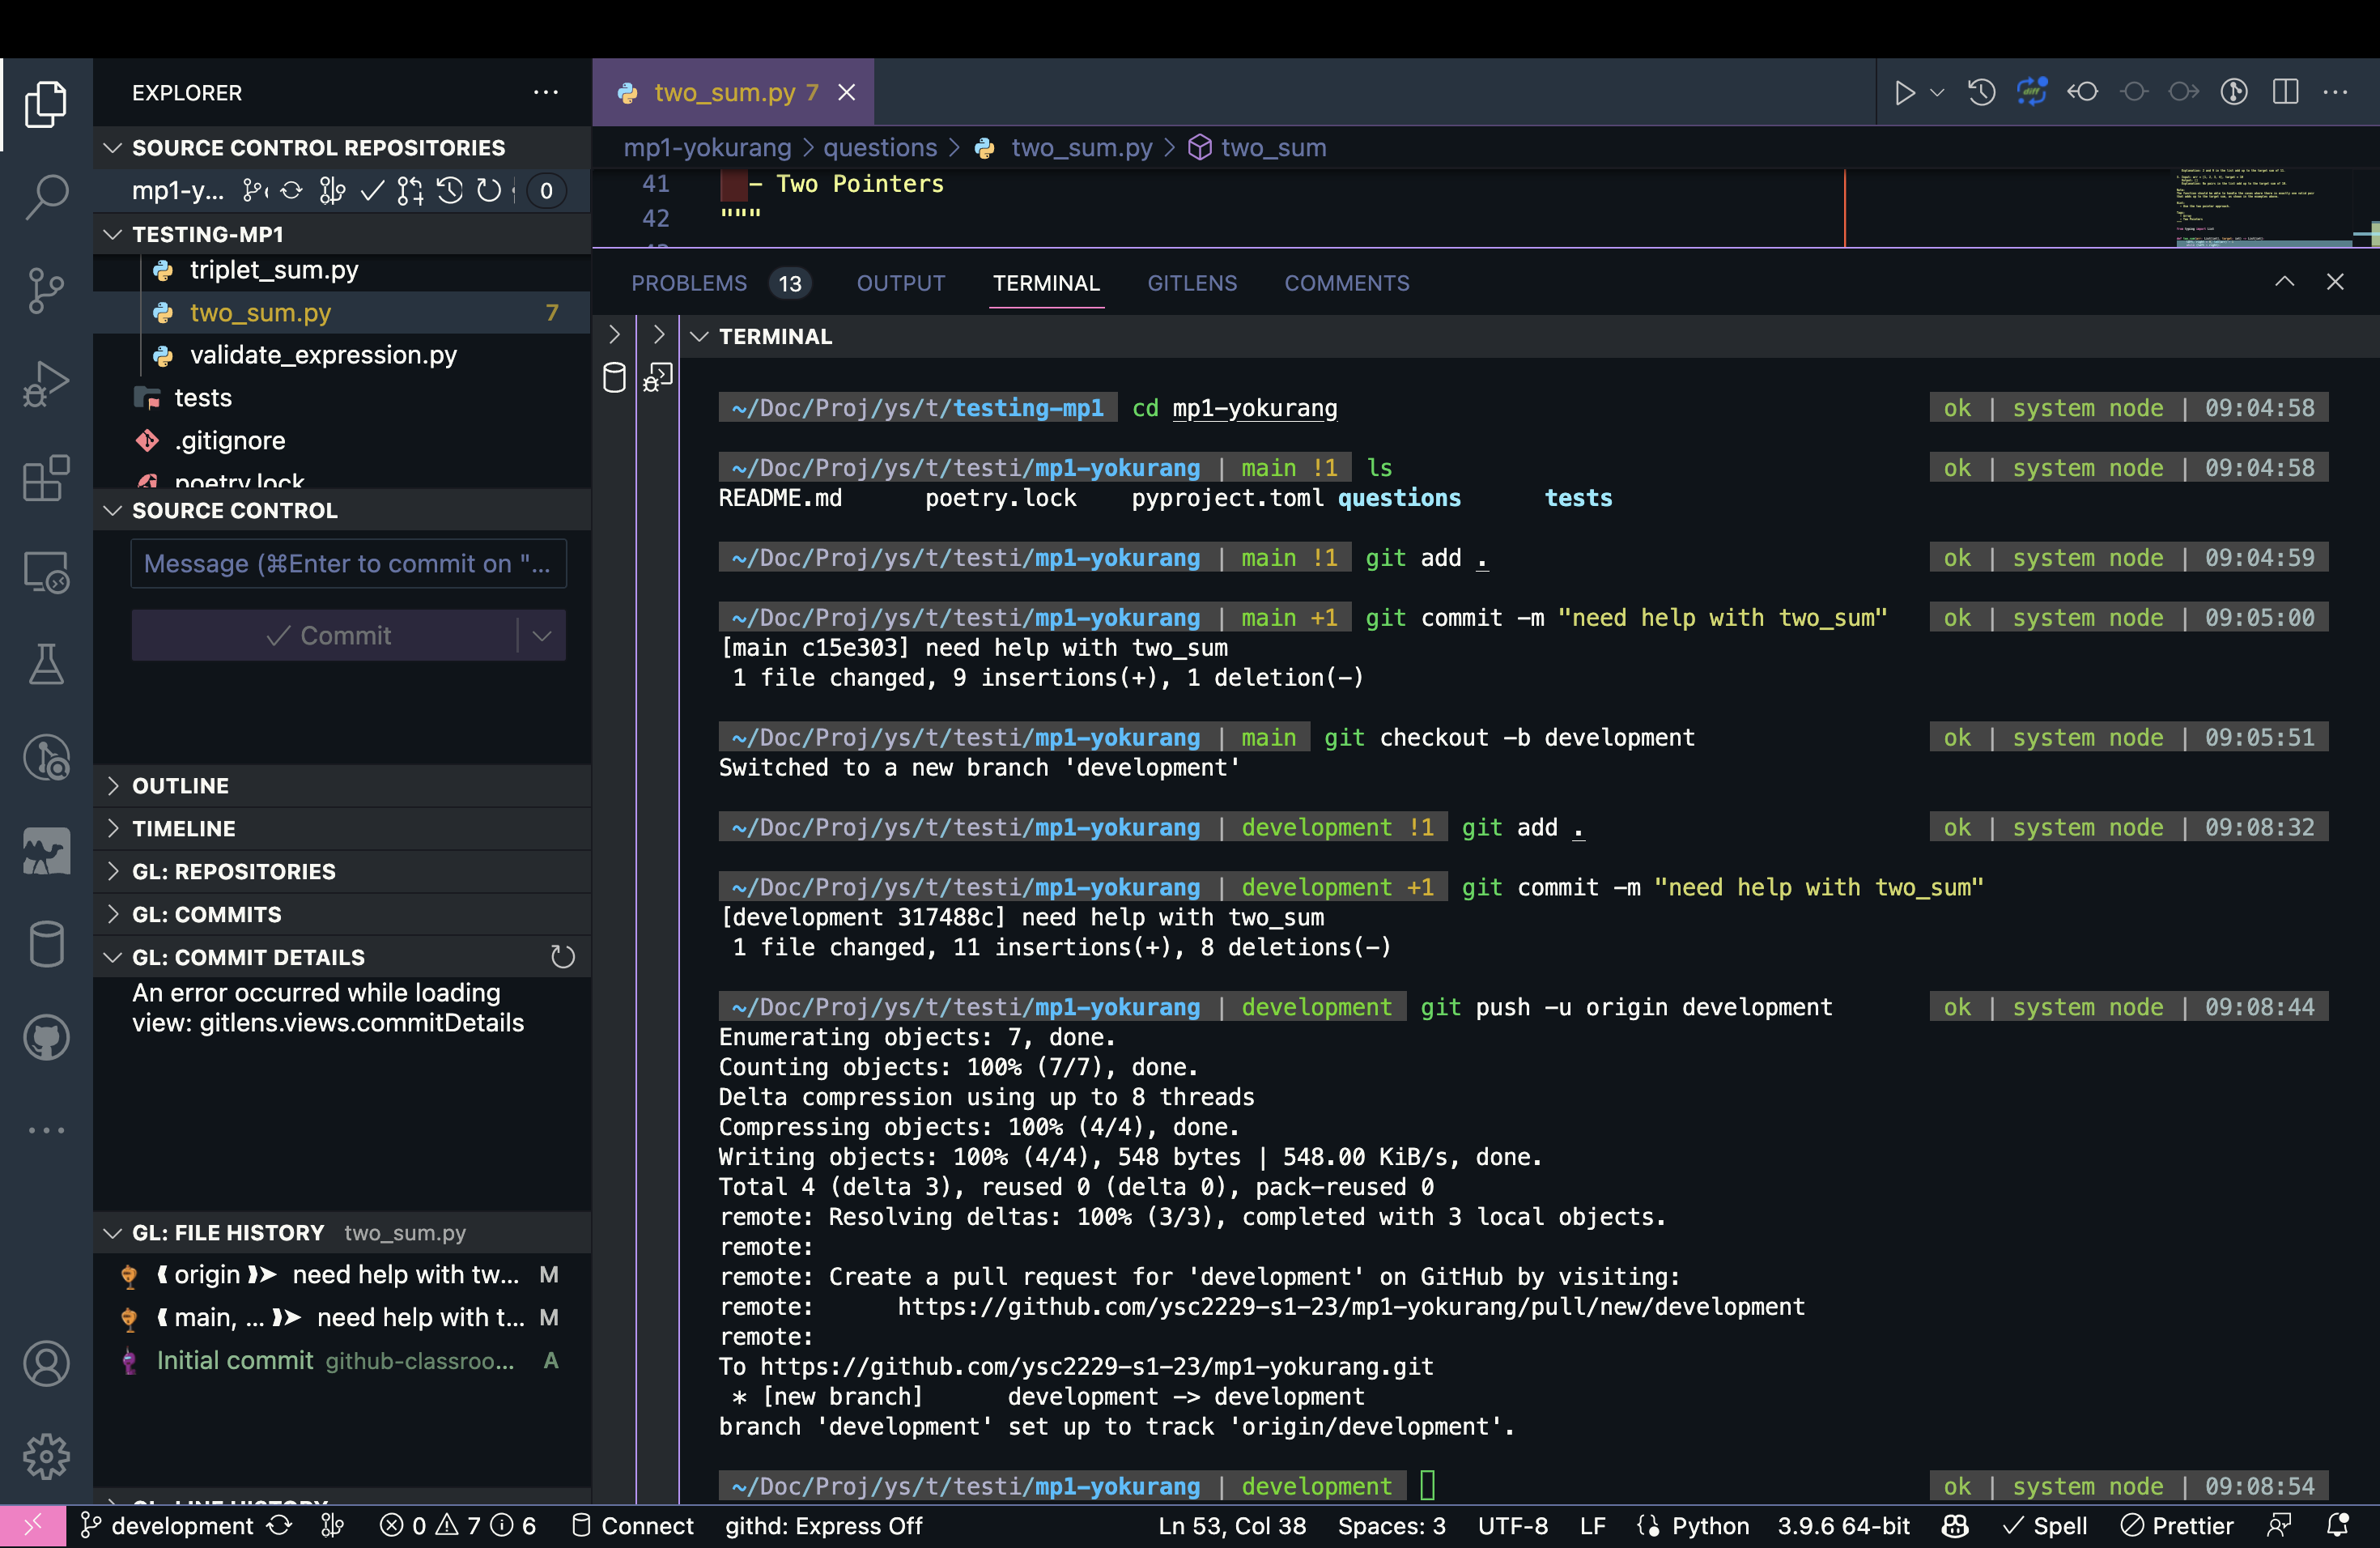 EXPLORER
SOURCE CONTROL REPOSITORIES
mp1-y... 0
TESTING-MP1
triplet_sum.py
two_sum.py 7
validate_expression.py
tests
.gitignore
poetry.lock
SOURCE CONTROL
Message (⌘Enter to commit on "...
Commit
OUTLINE
TIMELINE
GL: REPOSITORIES
GL: COMMITS
GL: COMMIT DETAILS
An error occurred while loading
view: gitlens.views.commitDetails
GL: FILE HISTORY two_sum.py
origin need help with tw... M
main, ... need help with t... M
Initial commit github-classroo... A
GL: LINE HISTORY
two_sum.py 7
mp1-yokurang > questions > two_sum.py > two_sum
41 - Two Pointers
42 """
PROBLEMS 13 OUTPUT TERMINAL GITLENS COMMENTS
TERMINAL
~/Doc/Proj/ys/t/testing-mp1 cd mp1-yokurang ok | system node | 09:04:58
~/Doc/Proj/ys/t/testi/mp1-yokurang | main !1 ls ok | system node | 09:04:58
README.md poetry.lock pyproject.toml questions tests
~/Doc/Proj/ys/t/testi/mp1-yokurang | main !1 git add . ok | system node | 09:04:59
~/Doc/Proj/ys/t/testi/mp1-yokurang | main +1 git commit -m "need help with two_sum" ok | system node | 09:05:00
[main c15e303] need help with two_sum
1 file changed, 9 insertions(+), 1 deletion(-)
~/Doc/Proj/ys/t/testi/mp1-yokurang | main git checkout -b development ok | system node | 09:05:51
Switched to a new branch 'development'
~/Doc/Proj/ys/t/testi/mp1-yokurang | development !1 git add . ok | system node | 09:08:32
~/Doc/Proj/ys/t/testi/mp1-yokurang | development +1 git commit -m "need help with two_sum"
[development 317488c] need help with two_sum
1 file changed, 11 insertions(+), 8 deletions(-)
~/Doc/Proj/ys/t/testi/mp1-yokurang | development git push -u origin development ok | system node | 09:08:44
Enumerating objects: 7, done.
Counting objects: 100% (7/7), done.
Delta compression using up to 8 threads
Compressing objects: 100% (4/4), done.
Writing objects: 100% (4/4), 548 bytes | 548.00 KiB/s, done.
Total 4 (delta 3), reused 0 (delta 0), pack-reused 0
remote: Resolving deltas: 100% (3/3), completed with 3 local objects.
remote:
remote: Create a pull request for 'development' on GitHub by visiting:
remote: https://github.com/ysc2229-s1-23/mp1-yokurang/pull/new/development
remote:
To https://github.com/ysc2229-s1-23/mp1-yokurang.git
* [new branch] development -> development
branch 'development' set up to track 'origin/development'.
~/Doc/Proj/ys/t/testi/mp1-yokurang | development ok | system node | 09:08:54
development 0 7 6 Connect githd: Express Off Ln 53, Col 38 Spaces: 3 UTF-8 LF Python 3.9.6 64-bit Spell Prettier